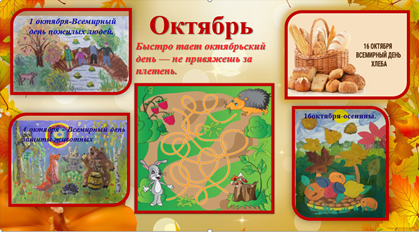 Октябрь
Быстро тает октябрьский
день — не привяжешь за
плетень.
1 октября-Всемирный
день пожилых людей.
4 октября - Всемирный день
защиты животных
16 ОКТЯБРЯ
ВСЕМИРНЫЙ ДЕНЬ
ХЛЕБА
16октября-осенины.